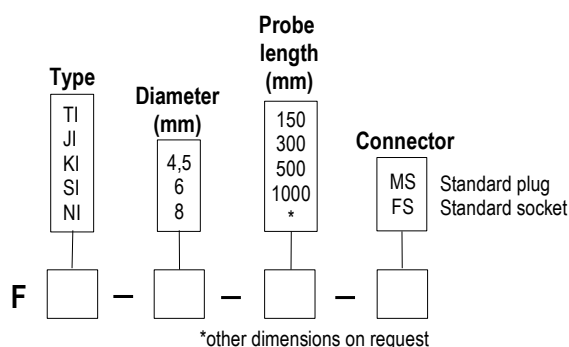 Probe
length
(mm)
Type
Diameter
(mm)
Connector
TI
JI
KI
SI
NI
4,5
6
8
150
300
500
1000
*
MS Standard plug
FS Standard socket
F – – –
*other dimensions on request